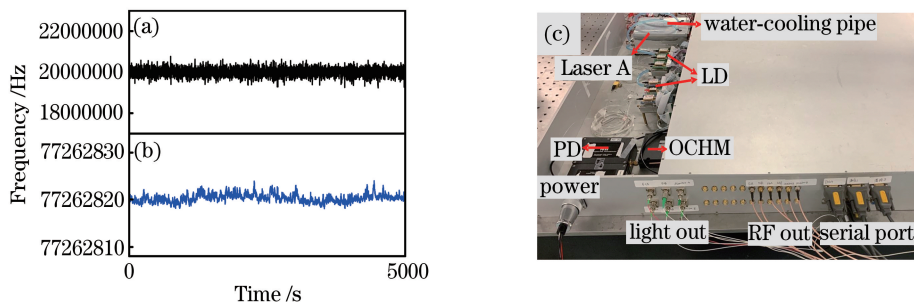 22000000
20000000
18000000
(a)
77262830
77262820
77262810
(b)
0
5000
Frequency /Hz
Time /s
(c)
water-cooling pipe
Laser A
LD
PD
OCHM
power
light out
RF out
serial port